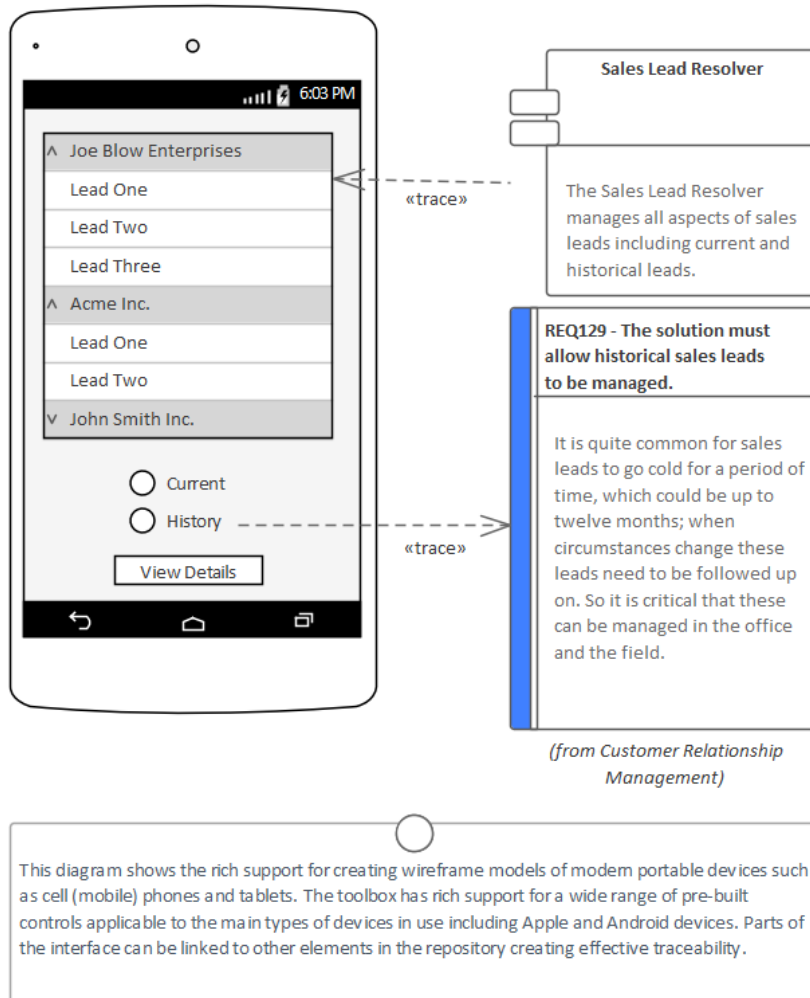 6:03 PM
^ Joe Blow Enterprises
Lead One
Lead Two
Lead Three
^ Acme Inc.
Lead One
Lead Two
v John Smith Inc.
Current
History
View Details
«trace»
«trace»
Sales Lead Resolver
The Sales Lead Resolver
manages all aspects of sales
leads including current and
historical leads.
REQ129 - The solution must
allow historical sales leads
to be managed.
It is quite common for sales
leads to go cold for a period of
time, which could be up to
twelve months; when
circumstances change these
leads need to be followed up
on. So it is critical that these
can be managed in the office
and the field.
(from Customer Relationship
Management)
This diagram shows the rich support for creating wireframe models of modern portable devices such
as cell (mobile) phones and tablets. The toolbox has rich support for a wide range of pre-built
controls applicable to the main types of devices in use including Apple and Android devices. Parts of
the interface can be linked to other elements in the repository creating effective traceability.